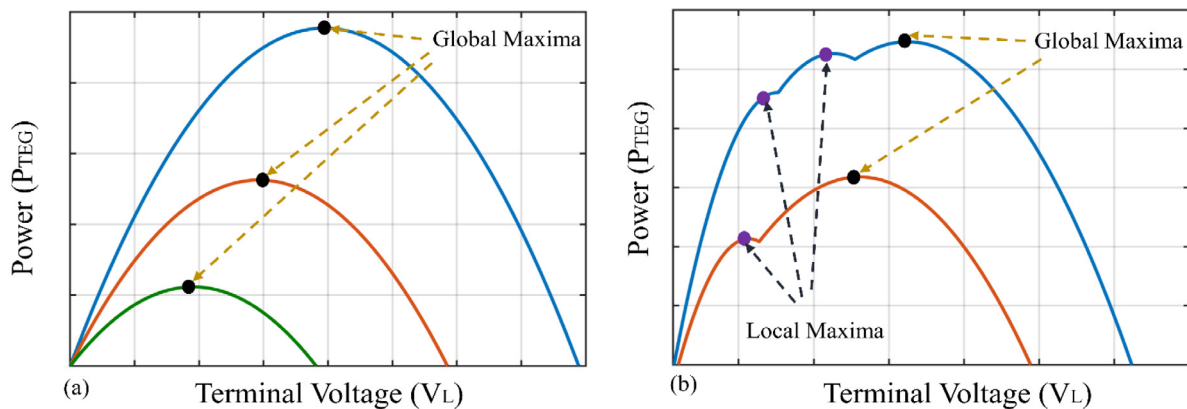 Global Maxima
Power (PTEG)
(a)
Terminal Voltage (VL)
Global Maxima
Power (PTEG)
Local Maxima
(b)
Terminal Voltage (VL)